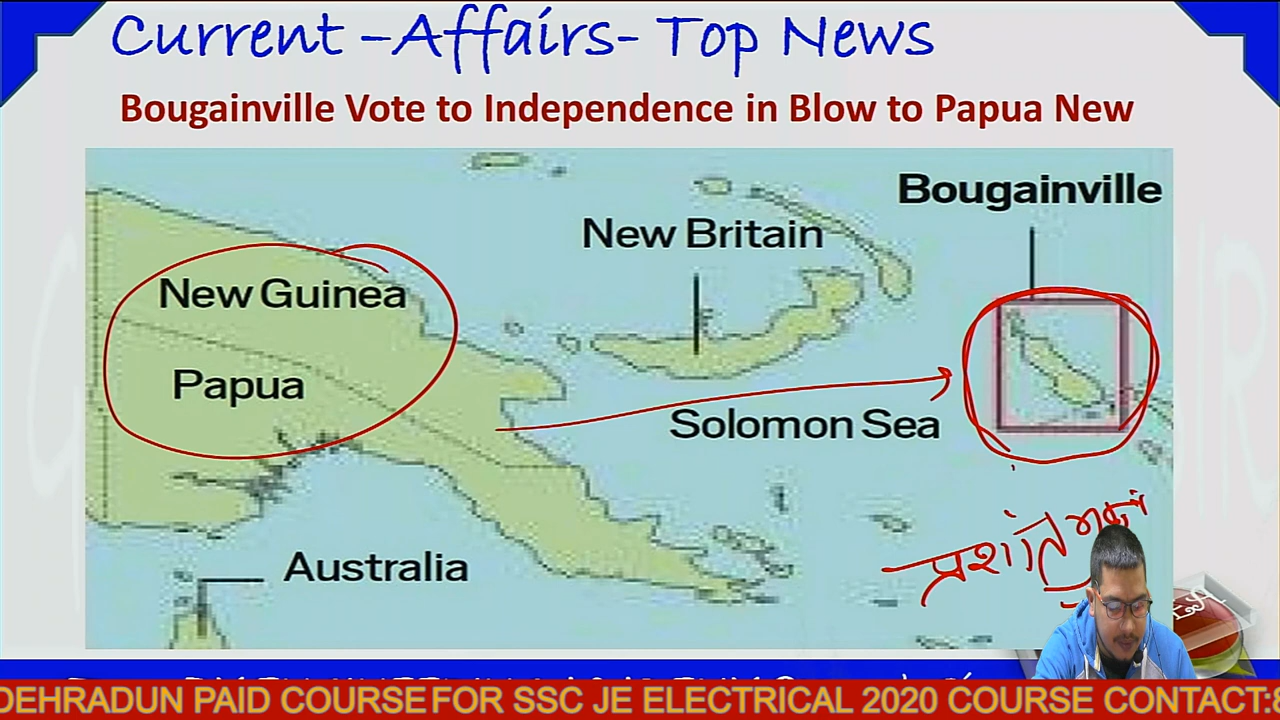 Current –Affairs- Top News
Bougainville Vote to Independence in Blow to Papua New
Bougainville
New Britain
New Guinea
Papua
Solomon Sea
प्रशांत
Australia
DEHRADUN PAID COURSE FOR SSC JE ELECTRICAL 2020 COURSE CONTACT:8